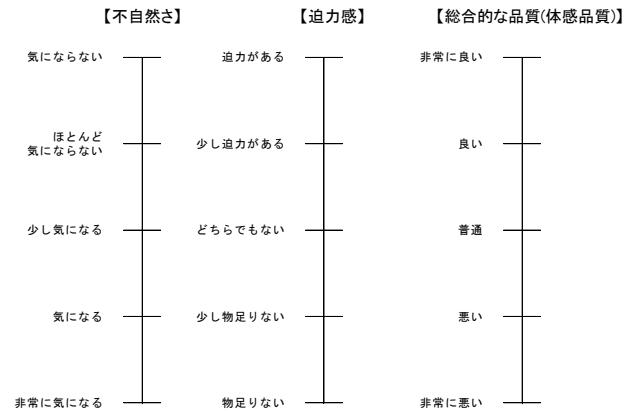 【不自然さ】
気にならない
ほとんど
気にならない
少し気になる
気になる
非常に気になる
【迫力感】
迫力がある
少し迫力がある
どちらでもない
少し物足りない
物足りない
【総合的な品質(体感品質)】
非常に良い
良い
普通
悪い
非常に悪い